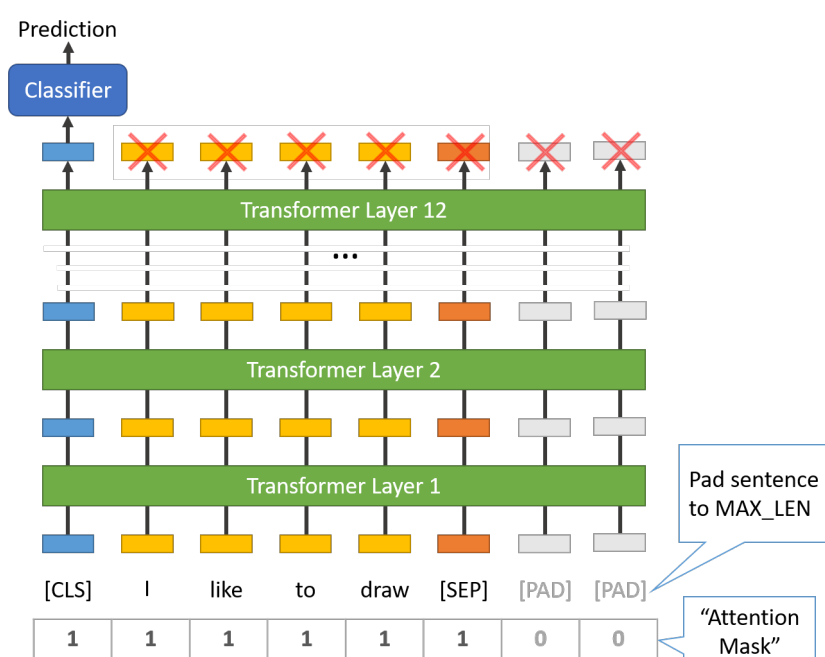 Prediction
Classifier
Transformer Layer 12
...
Transformer Layer 2
Transformer Layer 1
Pad sentence
to MAX_LEN
[CLS] I like to draw [SEP] [PAD] [PAD]
1 1 1 1 1 1 0 0
“Attention
Mask”